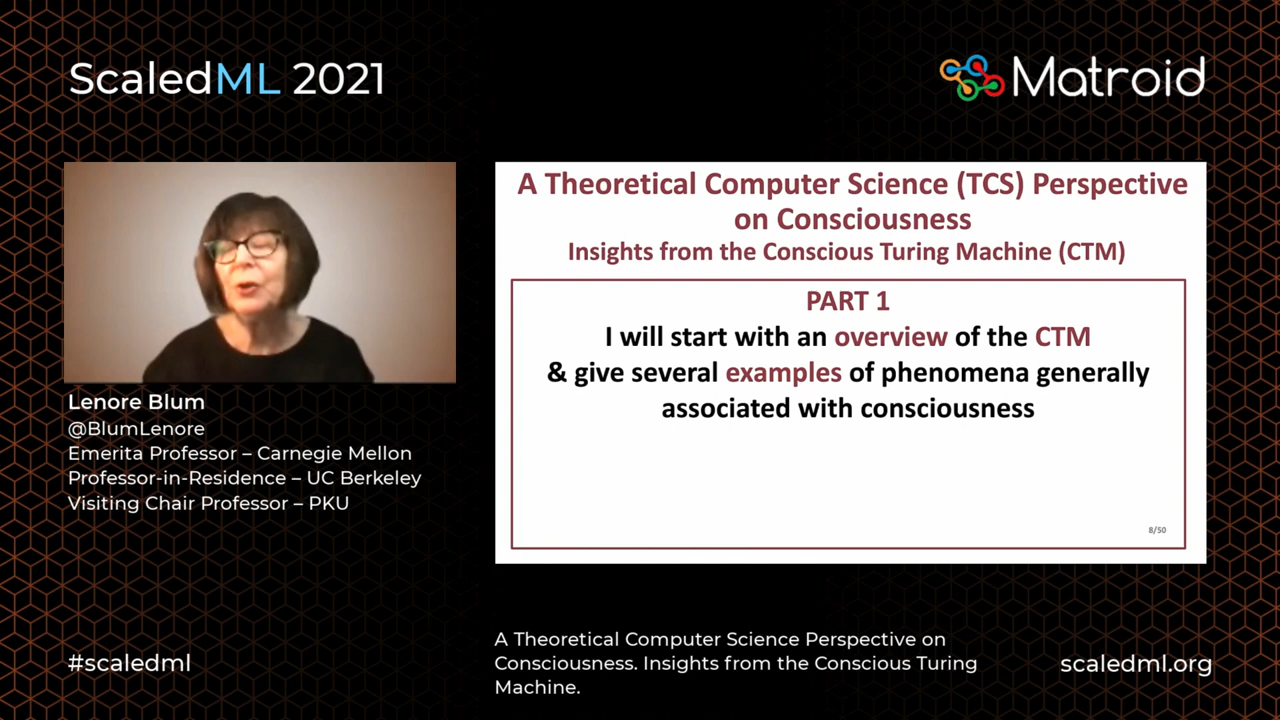 ScaledML 2021
Matroid
Lenore Blum
@BlumLenore
Emerita Professor – Carnegie Mellon
Professor-in-Residence – UC Berkeley
Visiting Chair Professor – PKU
A Theoretical Computer Science (TCS) Perspective
on Consciousness
Insights from the Conscious Turing Machine (CTM)
PART 1
I will start with an overview of the CTM
& give several examples of phenomena generally
associated with consciousness
8/50
#scaledml
A Theoretical Computer Science Perspective on
Consciousness. Insights from the Conscious Turing
Machine.
scaledml.org